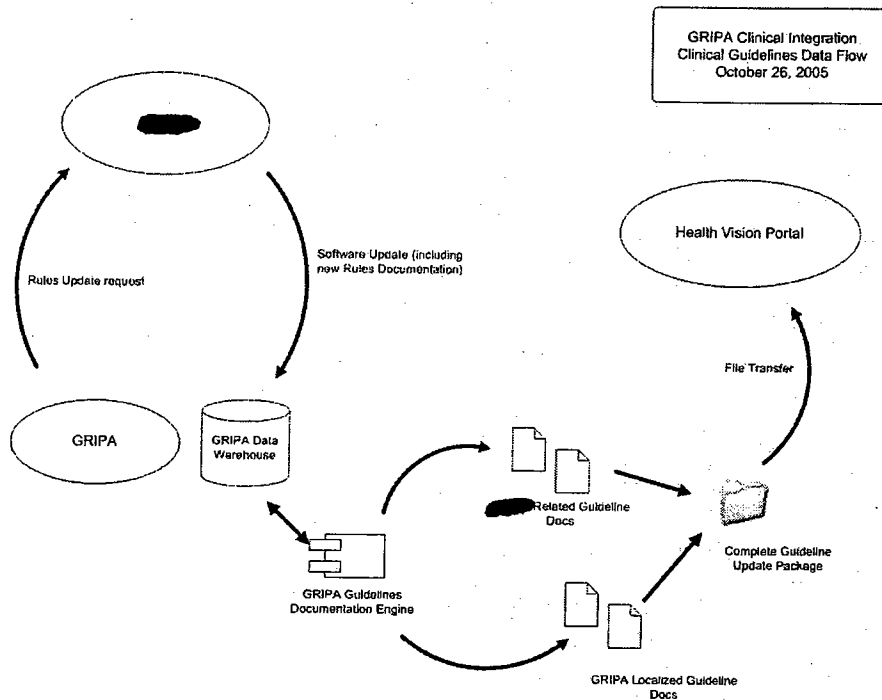 GRIPA Clinical Integration
Clinical Guidelines Data Flow
October 26, 2005
Health Vision Portal
Software Update (including
new Rules Documentation)
Rules Update request
File Transfer
GRIPA
GRIPA Data
Warehouse
Related Guideline
Docs
Complete Guideline
Update Package
GRIPA Guidelines
Documentation Engine
GRIPA Localized Guideline
Docs